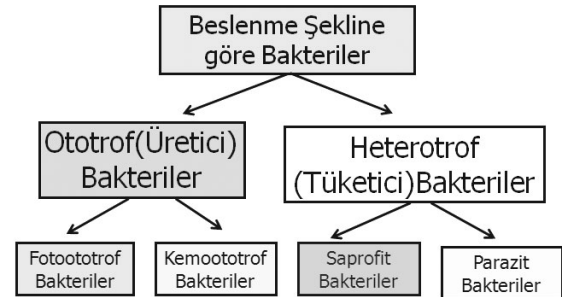 Beslenme Şekline
göre Bakteriler
Ototrof(Üretici)
Bakteriler
Heterotrof
(Tüketici)Bakteriler
Fotoototrof
Bakteriler
Kemoototrof
Bakteriler
Saprofit
Bakteriler
Parazit
Bakteriler